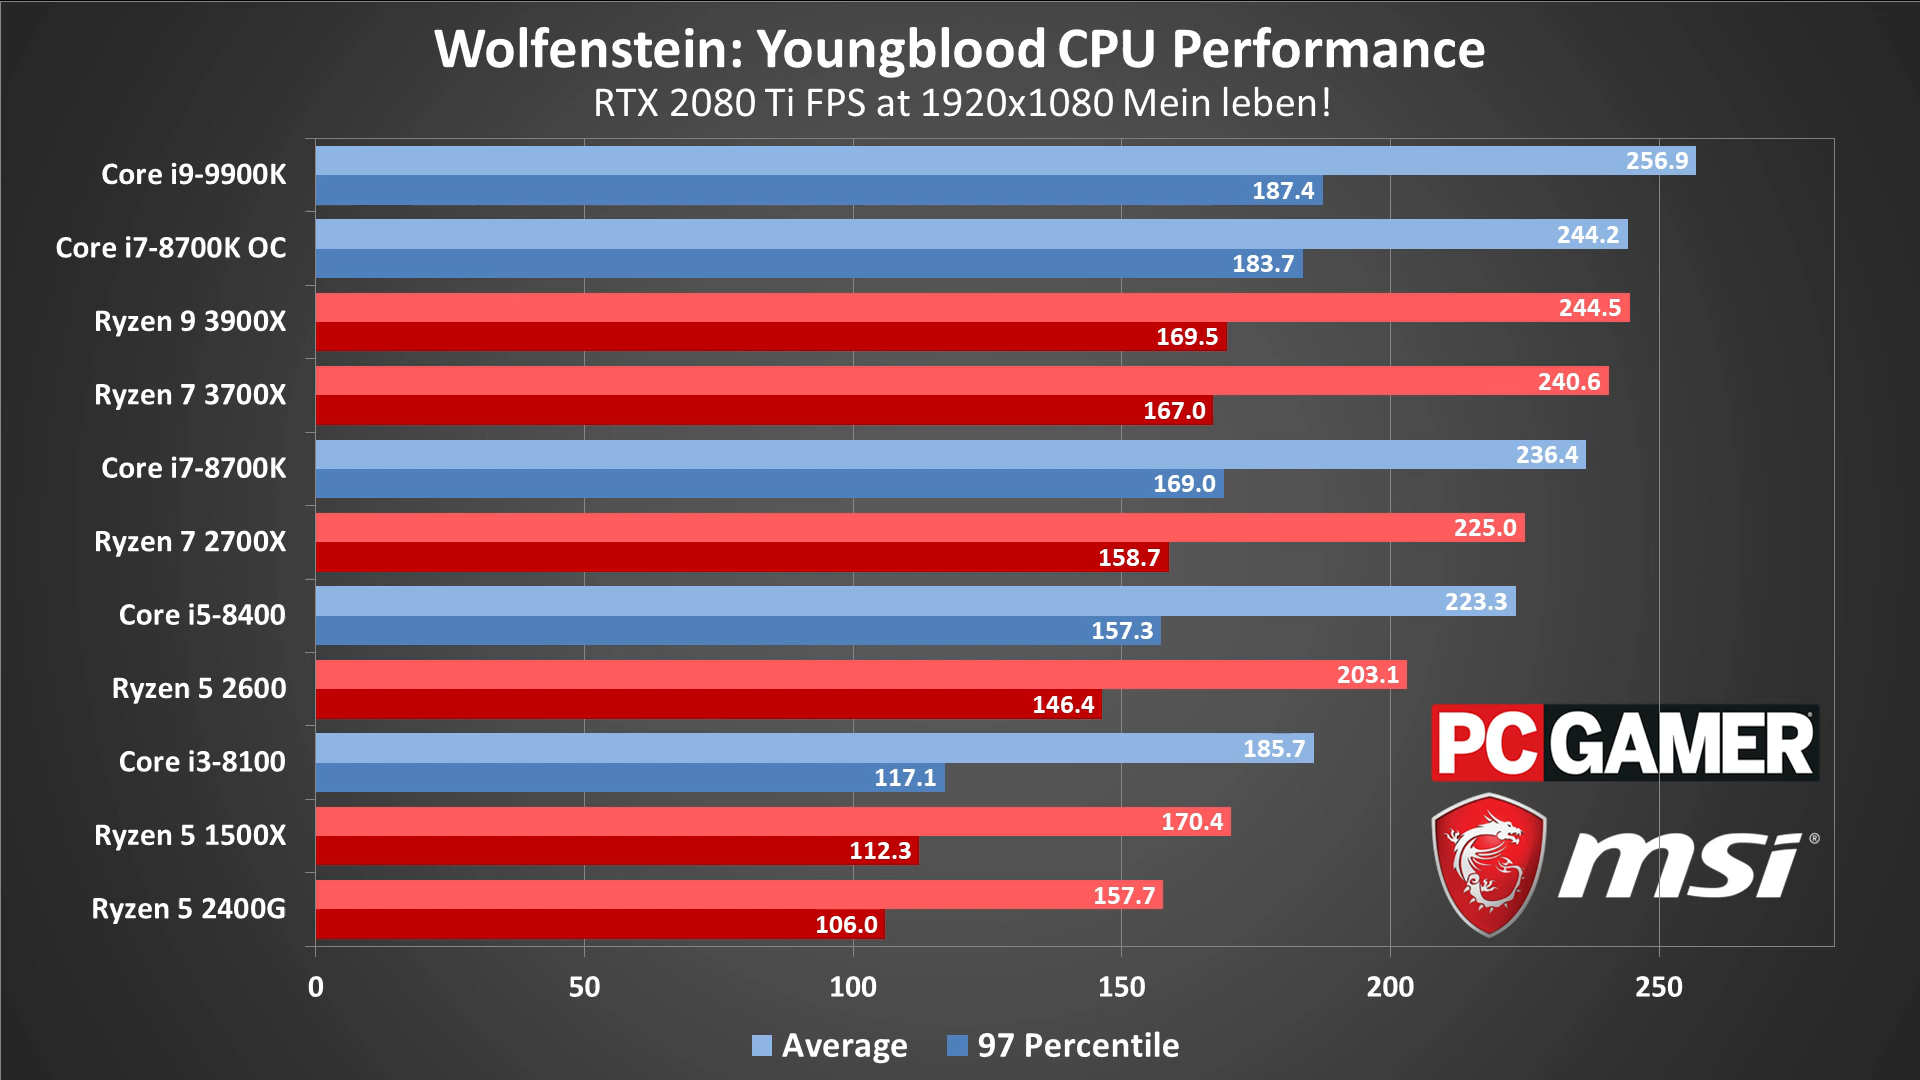 Wolfenstein: Youngblood CPU Performance
RTX 2080 Ti FPS at 1920x1080 Mein leben!
Core i9-9900K
256.9
187.4
Core i7-8700K OC
244.2
183.7
Ryzen 9 3900X
244.5
169.5
Ryzen 7 3700X
240.6
167.0
Core i7-8700K
236.4
169.0
Ryzen 7 2700X
225.0
158.7
Core i5-8400
223.3
157.3
Ryzen 5 2600
203.1
146.4
Core i3-8100
185.7
117.1
Ryzen 5 1500X
170.4
112.3
Ryzen 5 2400G
157.7
106.0
PC GAMER
msi®
0 50 100 150 200 250
Average 97 Percentile